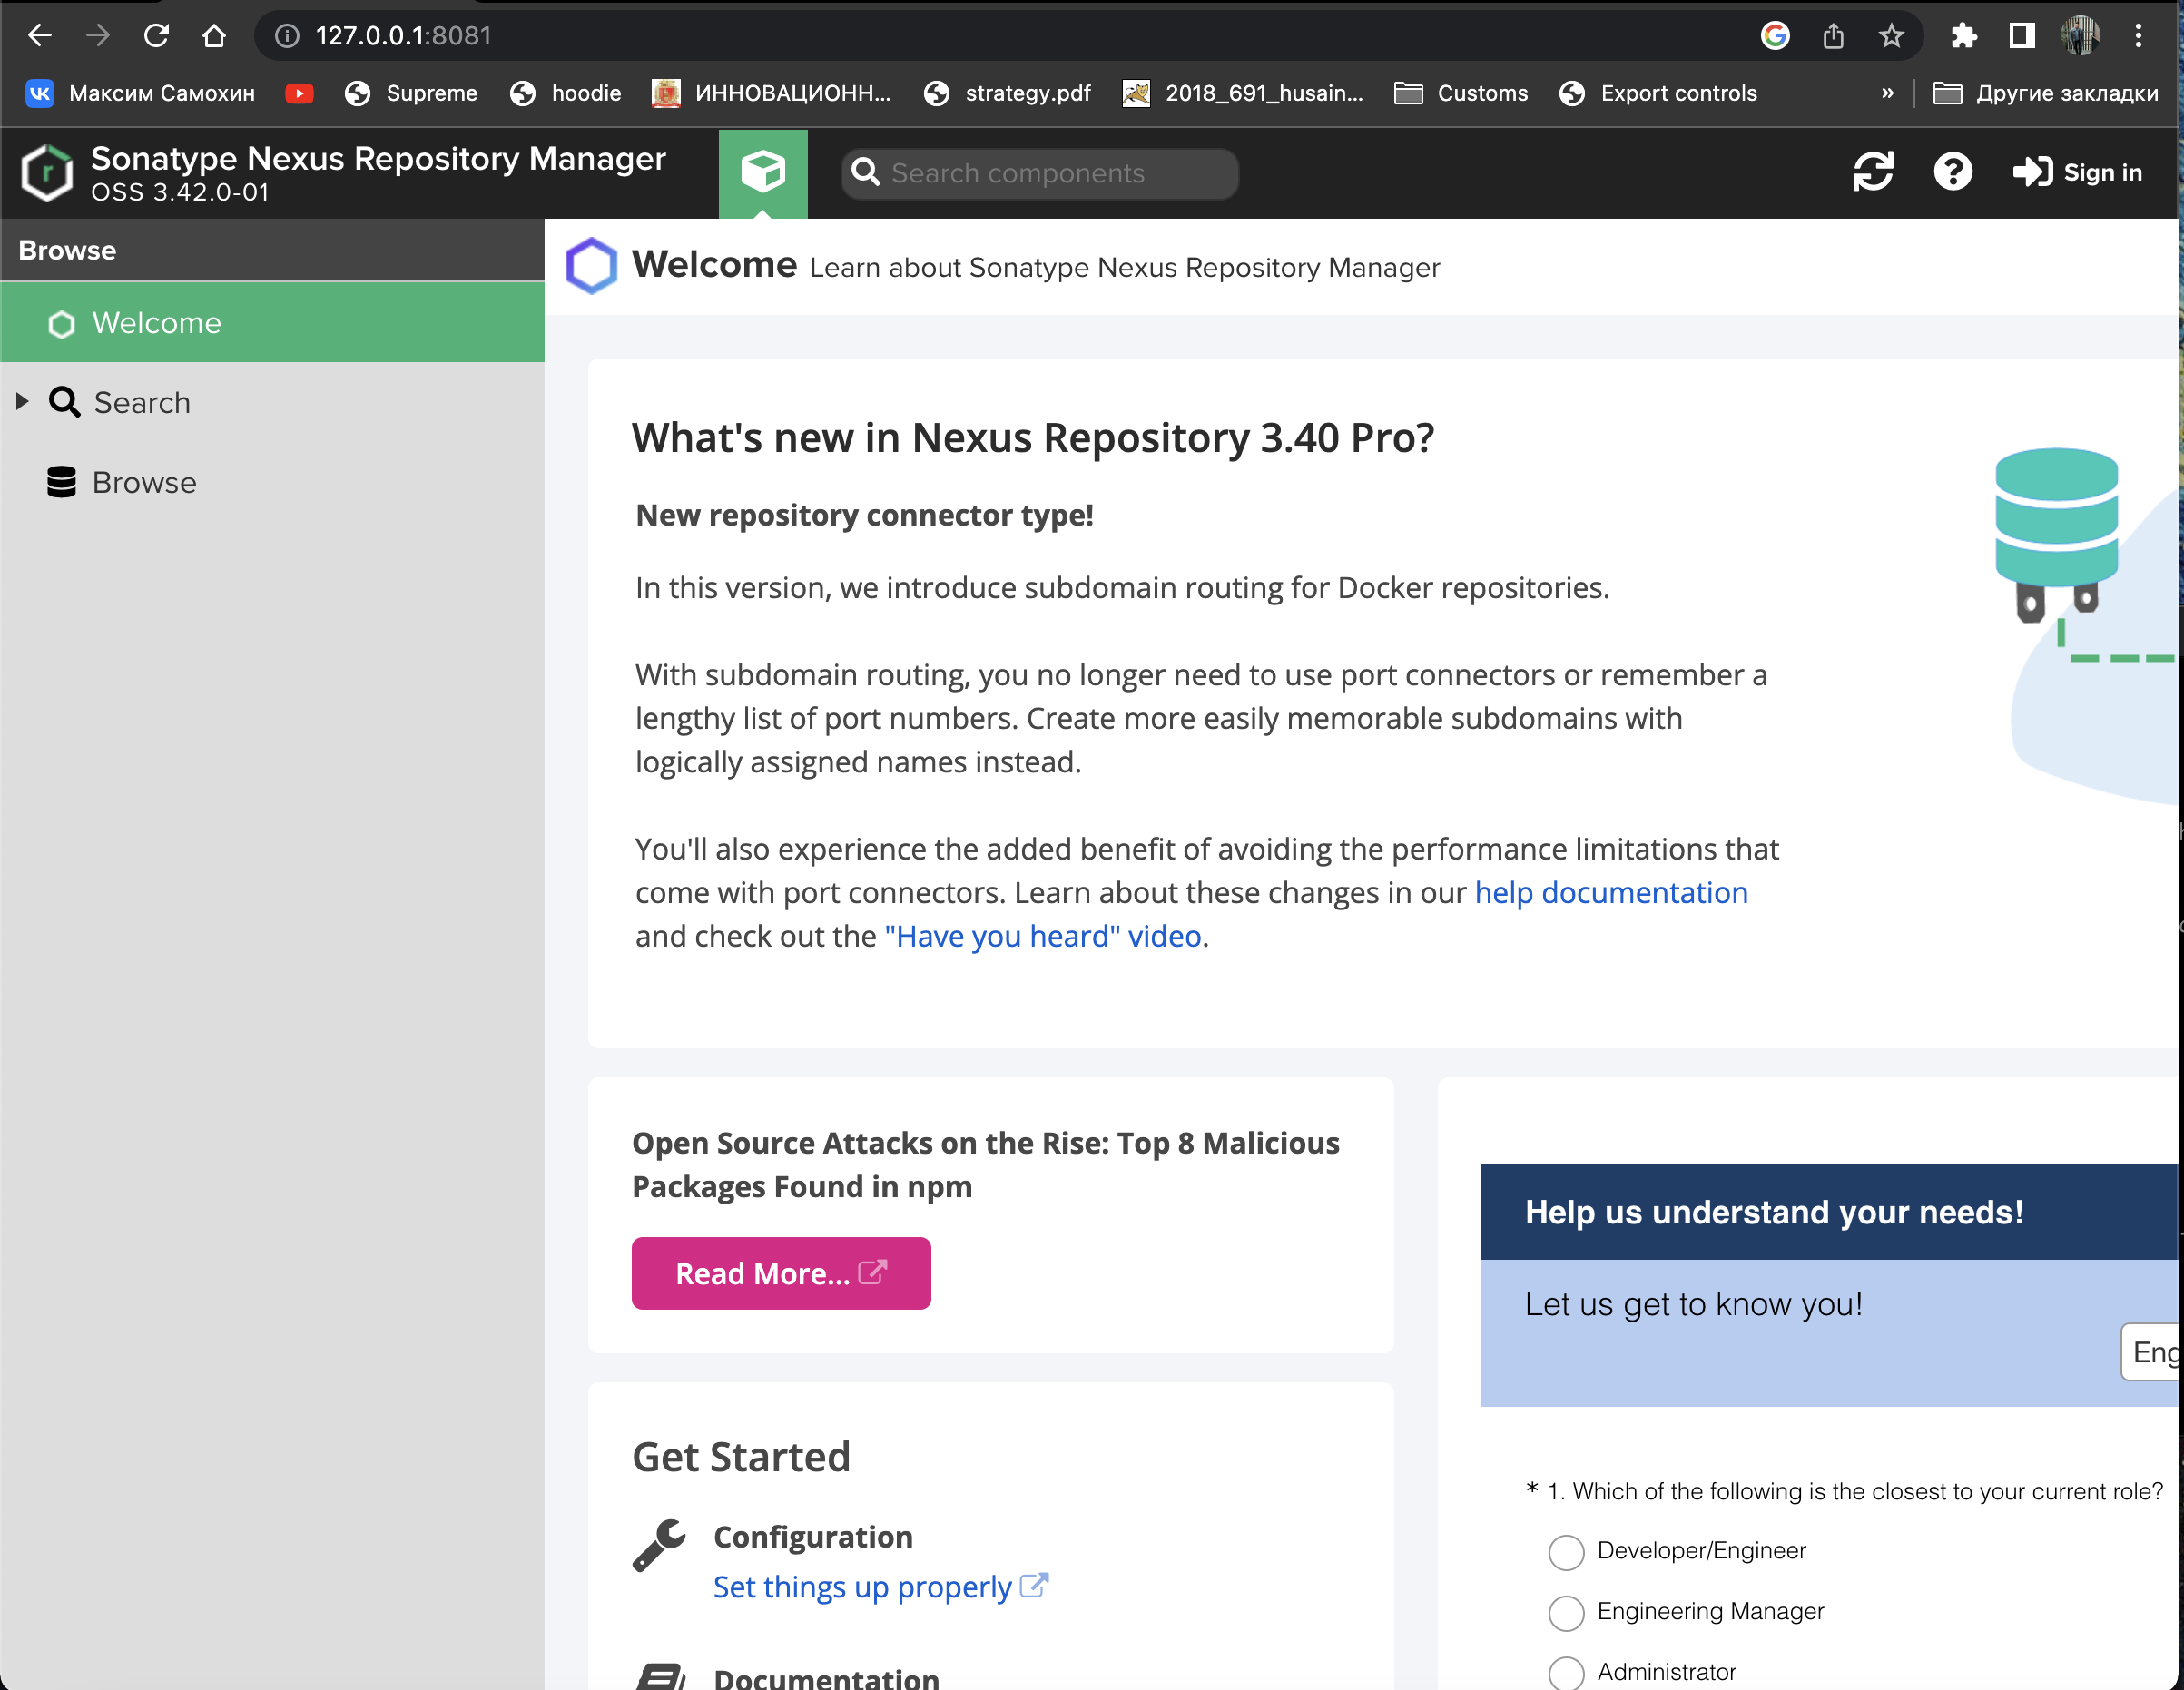 127.0.0.1:8081
Максим Самохин
Supreme
hoodie
ИННОВАЦИОНН...
strategy.pdf
2018_691_husain...
Customs
Export controls
»
Другие закладки
Sonatype Nexus Repository Manager
OSS 3.42.0-01
Search components
Sign in
Browse
Welcome
Search
Browse
Welcome Learn about Sonatype Nexus Repository Manager
What's new in Nexus Repository 3.40 Pro?
New repository connector type!
In this version, we introduce subdomain routing for Docker repositories.
With subdomain routing, you no longer need to use port connectors or remember a
lengthy list of port numbers. Create more easily memorable subdomains with
logically assigned names instead.
You'll also experience the added benefit of avoiding the performance limitations that
come with port connectors. Learn about these changes in our help documentation
and check out the "Have you heard" video.
Open Source Attacks on the Rise: Top 8 Malicious
Packages Found in npm
Read More...
Get Started
Configuration
Set things up properly
Documentation
Help us understand your needs!
Let us get to know you!
Eng
* 1. Which of the following is the closest to your current role?
Developer/Engineer
Engineering Manager
Administrator